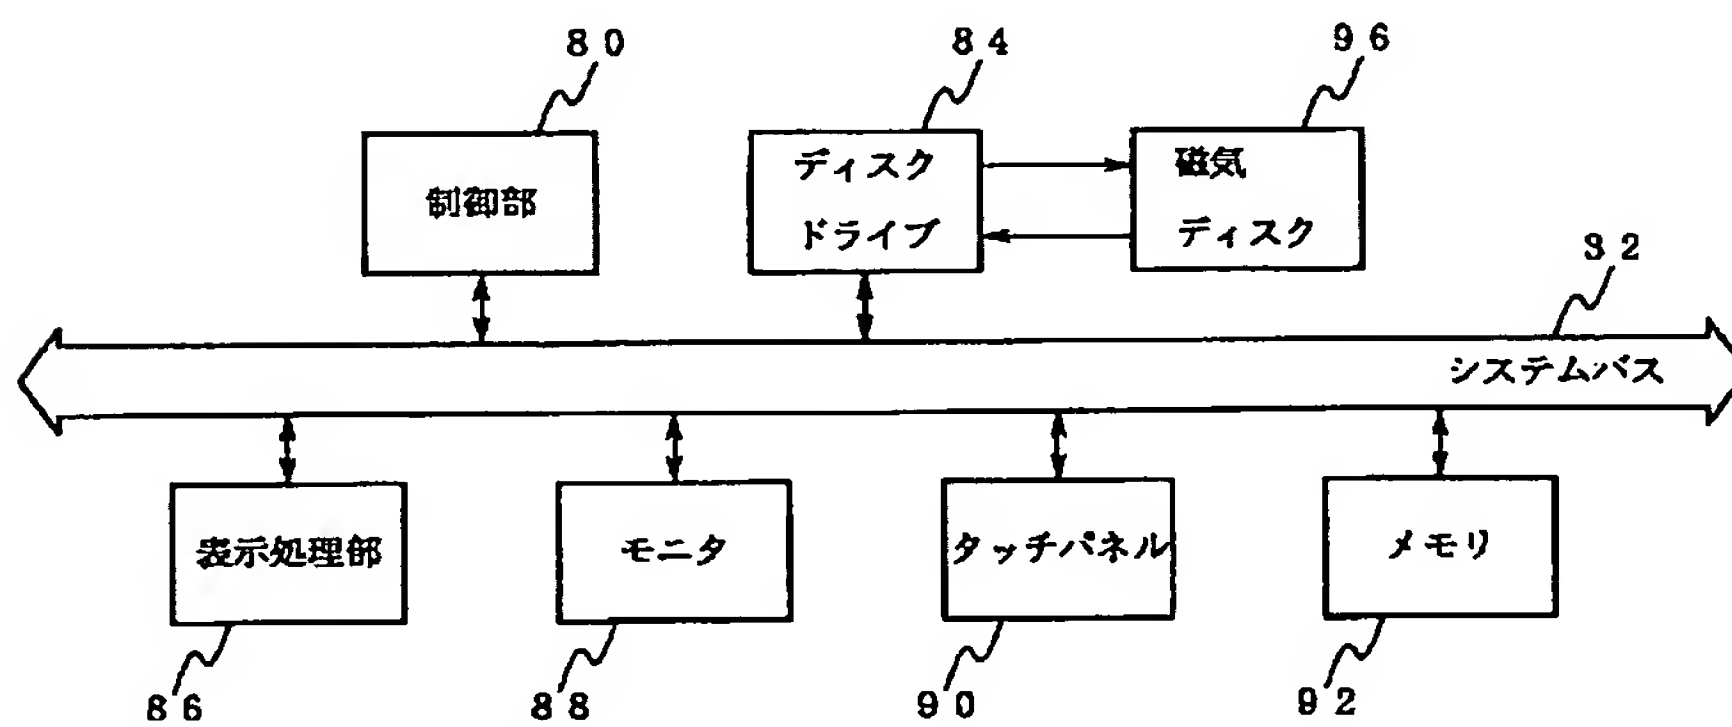 ８０
８４
９６
制御部
ディスク
ドライブ
磁気
ディスク
８２
システムバス
表示処理部
モニタ
タッチパネル
メモリ
８６
８８
９０
９２